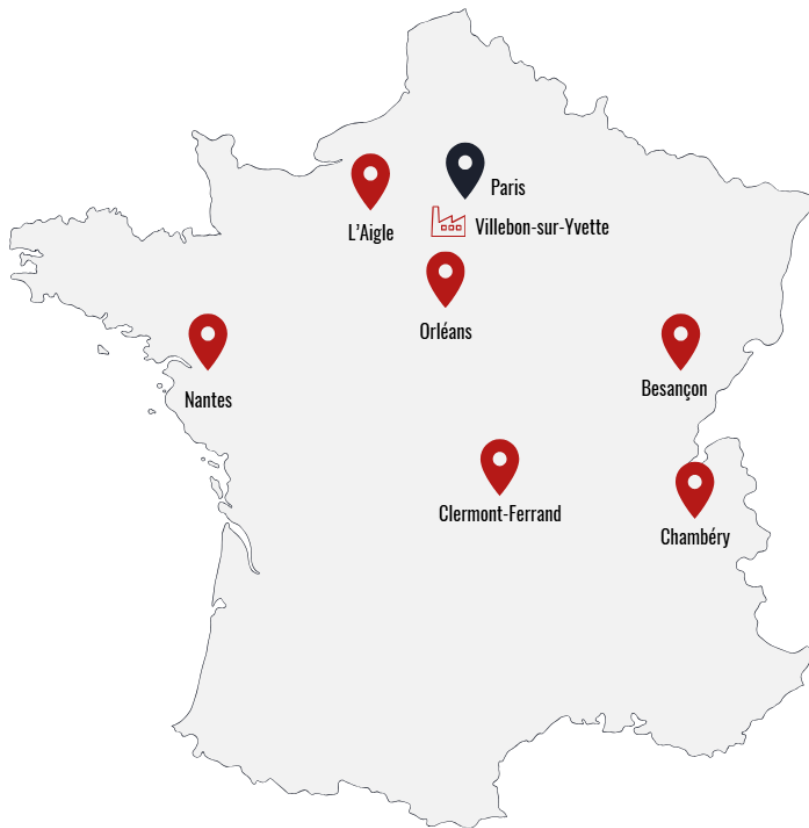 Paris
L'Aigle
Villebon-sur-Yvette
Orléans
Nantes
Besançon
Clermont-Ferrand
Chambéry